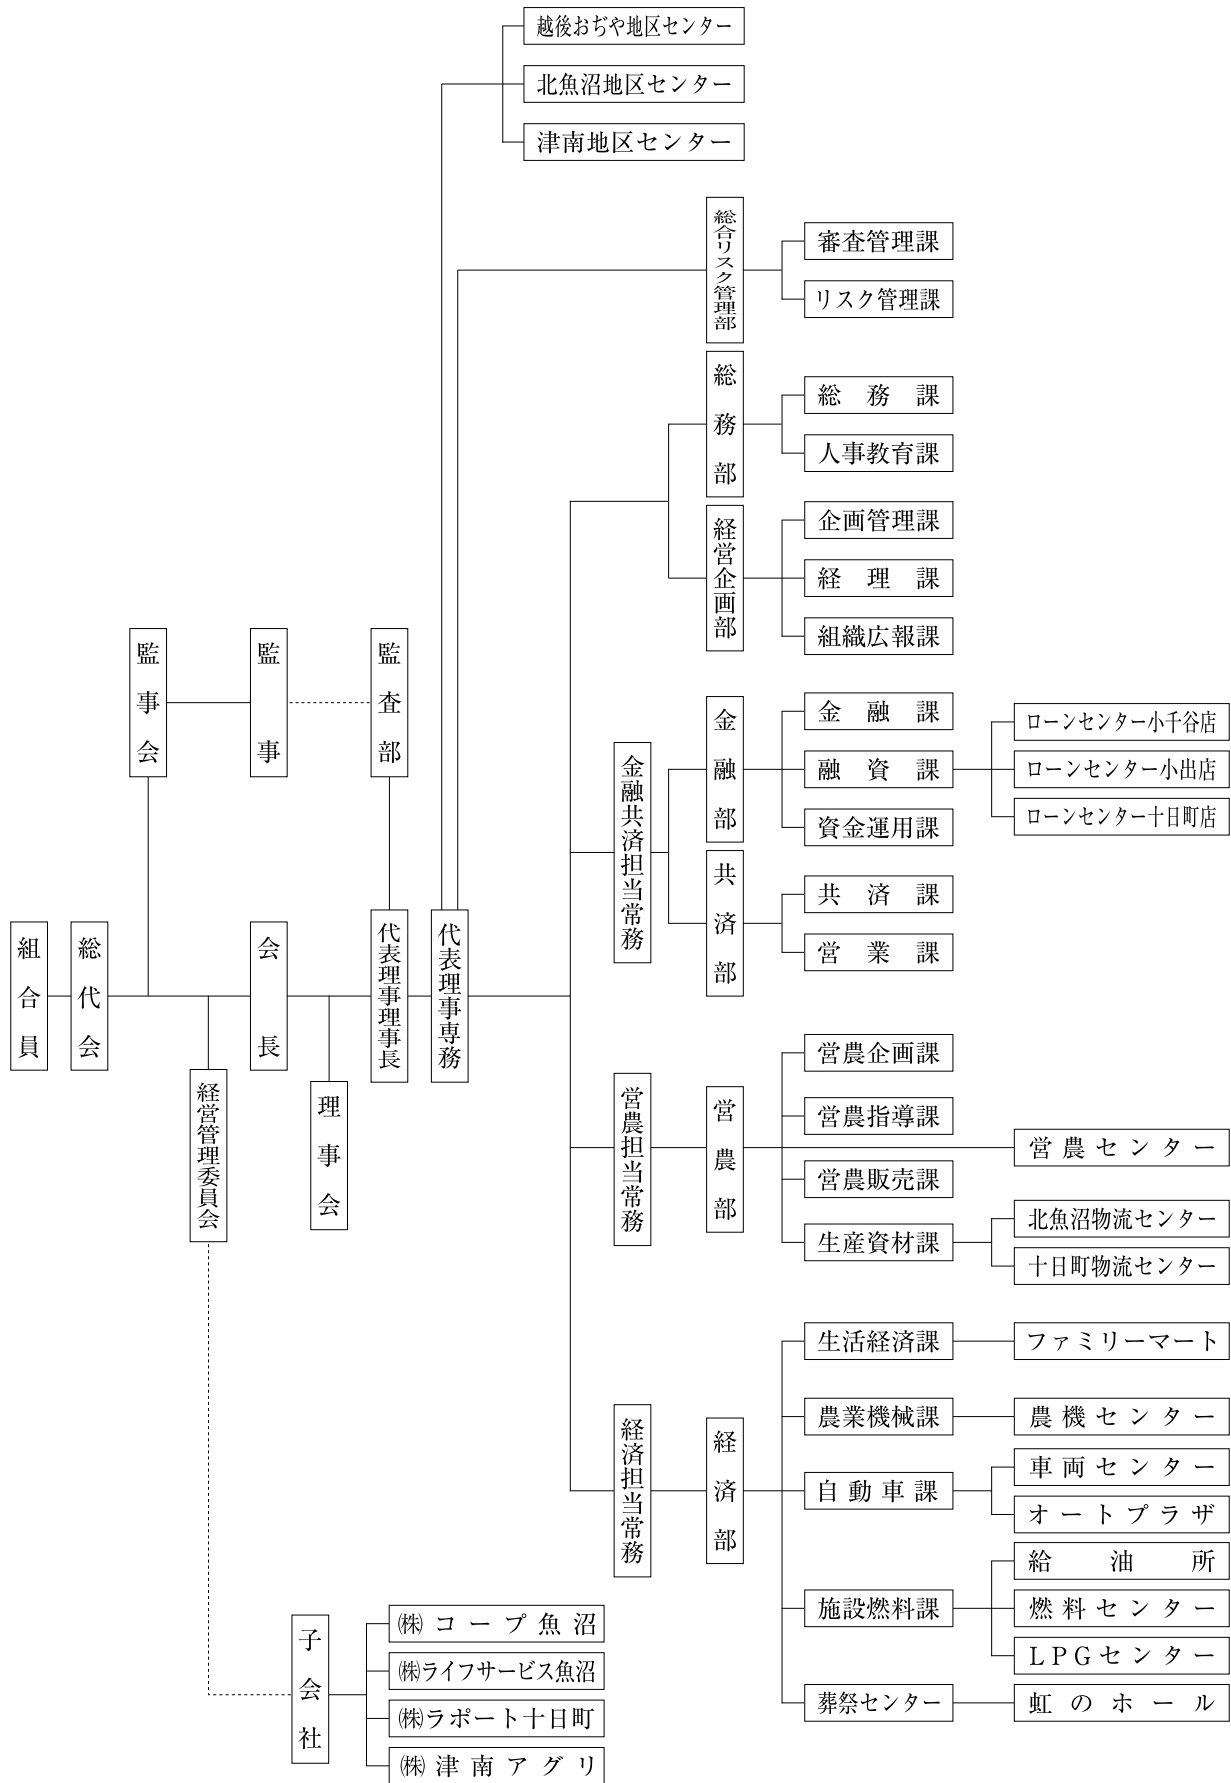 越後おぢや地区センター
北魚沼地区センター
津南地区センター
総合リスク管理部
審査管理課
リスク管理課
総務部
総務課
人事教育課
経営企画部
企画管理課
経理課
組織広報課
監事会
監事
監査部
金融共済担当常務
金融部
金融課
融資課
資金運用課
ローンセンター小千谷店
ローンセンター小出店
ローンセンター十日町店
共済部
共済課
営業課
組合員
総代会
会長
代表理事理事長
代表理事専務
経営管理委員会
理事会
営農担当常務
営農部
営農企画課
営農指導課
営農販売課
生産資材課
営農センター
北魚沼物流センター
十日町物流センター
経済担当常務
経済部
生活経済課
ファミリーマート
農業機械課
農機センター
自動車課
車両センター
オートプラザ
施設燃料課
給油所
燃料センター
LPGセンター
葬祭センター
虹のホール
子会社
㈱コープ魚沼
㈱ライフサービス魚沼
㈱ラポート十日町
㈱津南アグリ